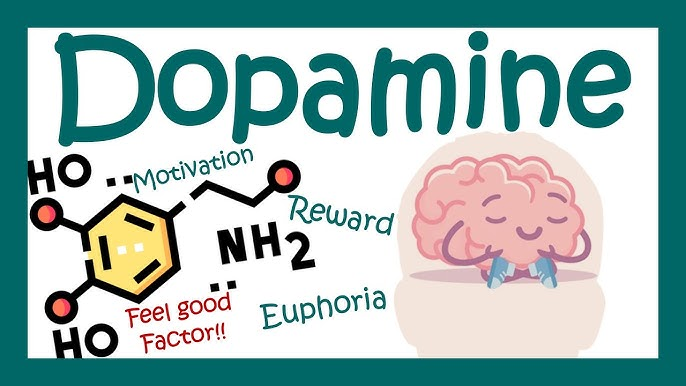 Dopamine
HO
Motivation
Reward
NH2
Feel good
Factor!!
Euphoria
HO